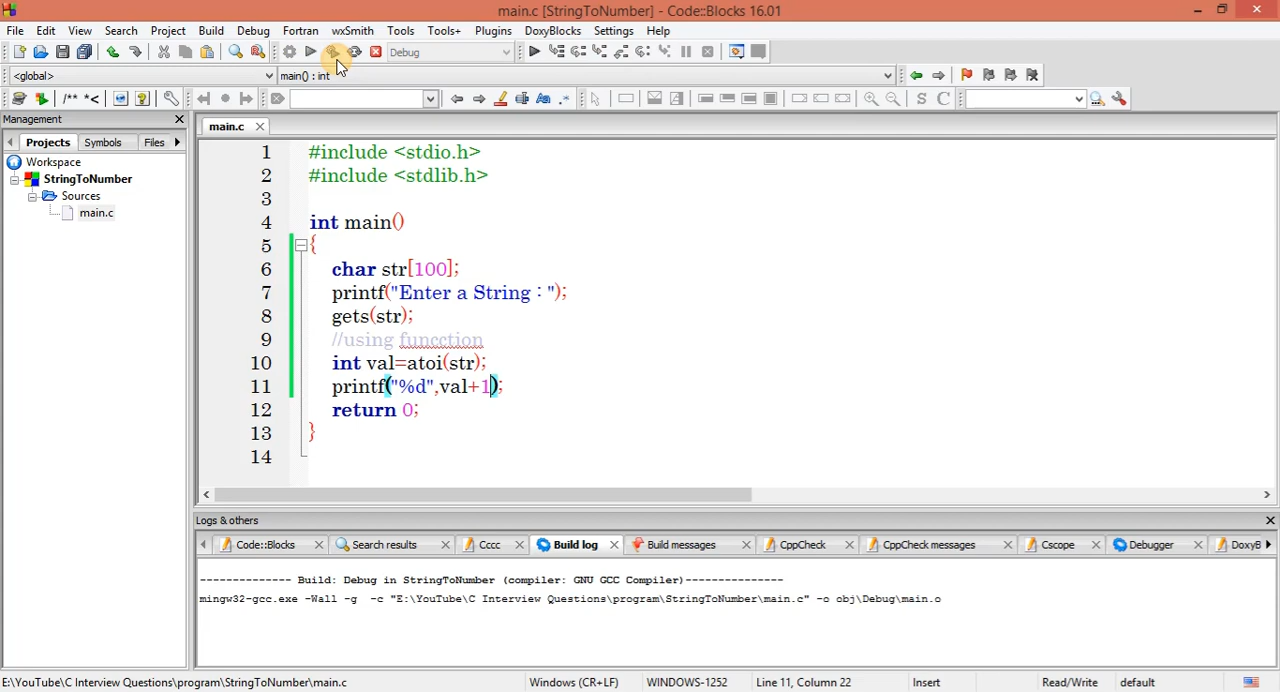 main.c [StringToNumber] - Code::Blocks 16.01
File Edit View Search Project Build Debug Fortran wxSmith Tools Tools+ Plugins DoxyBlocks Settings Help
Debug
<global>
main() : int
/** *<
S C
Management
main.c
Projects Symbols Files
Workspace
StringToNumber
Sources
main.c
1 #include <stdio.h>
2 #include <stdlib.h>
3
4 int main()
5 {
6 char str[100];
7 printf("Enter a String : ");
8 gets(str);
9 //using funcction
10 int val=atoi(str);
11 printf("%d",val+1);
12 return 0;
13 }
14
Logs & others
Code::Blocks Search results Cccc Build log Build messages CppCheck CppCheck messages Cscope Debugger DoxyB
-------------- Build: Debug in StringToNumber (compiler: GNU GCC Compiler)---------------
mingw32-gcc.exe -Wall -g -c "E:\YouTube\C Interview Questions\program\StringToNumber\main.c" -o obj\Debug\main.o
E:\YouTube\C Interview Questions\program\StringToNumber\main.c Windows (CR+LF) WINDOWS-1252 Line 11, Column 22 Insert Read/Write default